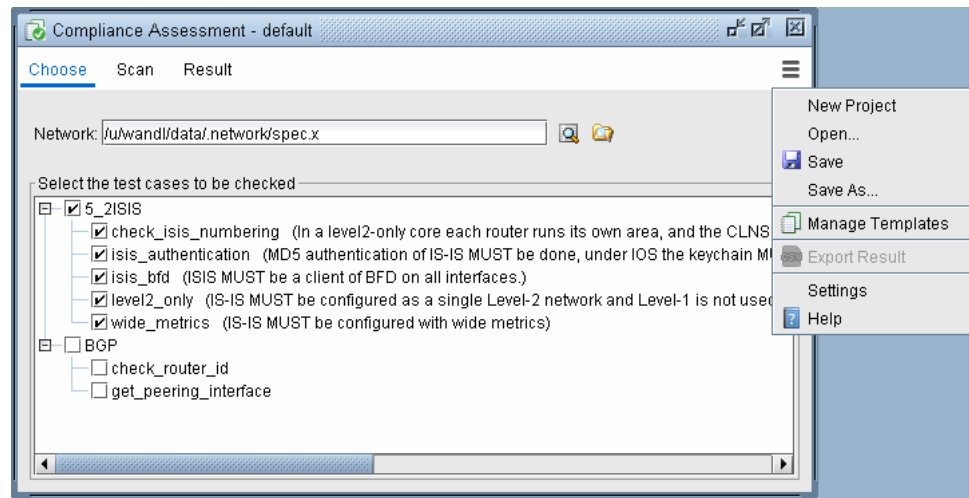 Compliance Assessment - default
Choose Scan Result
Network: /u/wandl/data/.network/spec.x
Select the test cases to be checked
5_2ISIS
check_isis_numbering (In a level2-only core each router runs its own area, and the CLNS
isis_authentication (MD5 authentication of IS-IS MUST be done, under IOS the keychain M
isis_bfd (ISIS MUST be a client of BFD on all interfaces.)
level2_only (IS-IS MUST be configured as a single Level-2 network and Level-1 is not used
wide_metrics (IS-IS MUST be configured with wide metrics)
BGP
check_router_id
get_peering_interface
New Project
Open...
Save
Save As...
Manage Templates
Export Result
Settings
Help